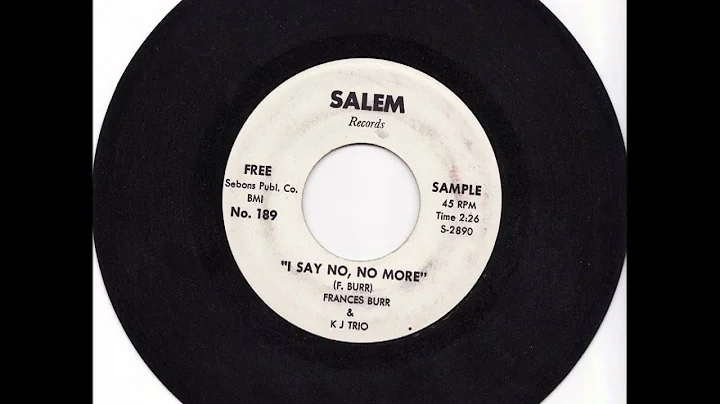 SALEM
Records
FREE
Sebons Publ. Co.
BMI
No. 189
SAMPLE
45 RPM
Time 2:26
S-2890
"I SAY NO, NO MORE"
(F. BURR)
FRANCES BURR
&
K J TRIO